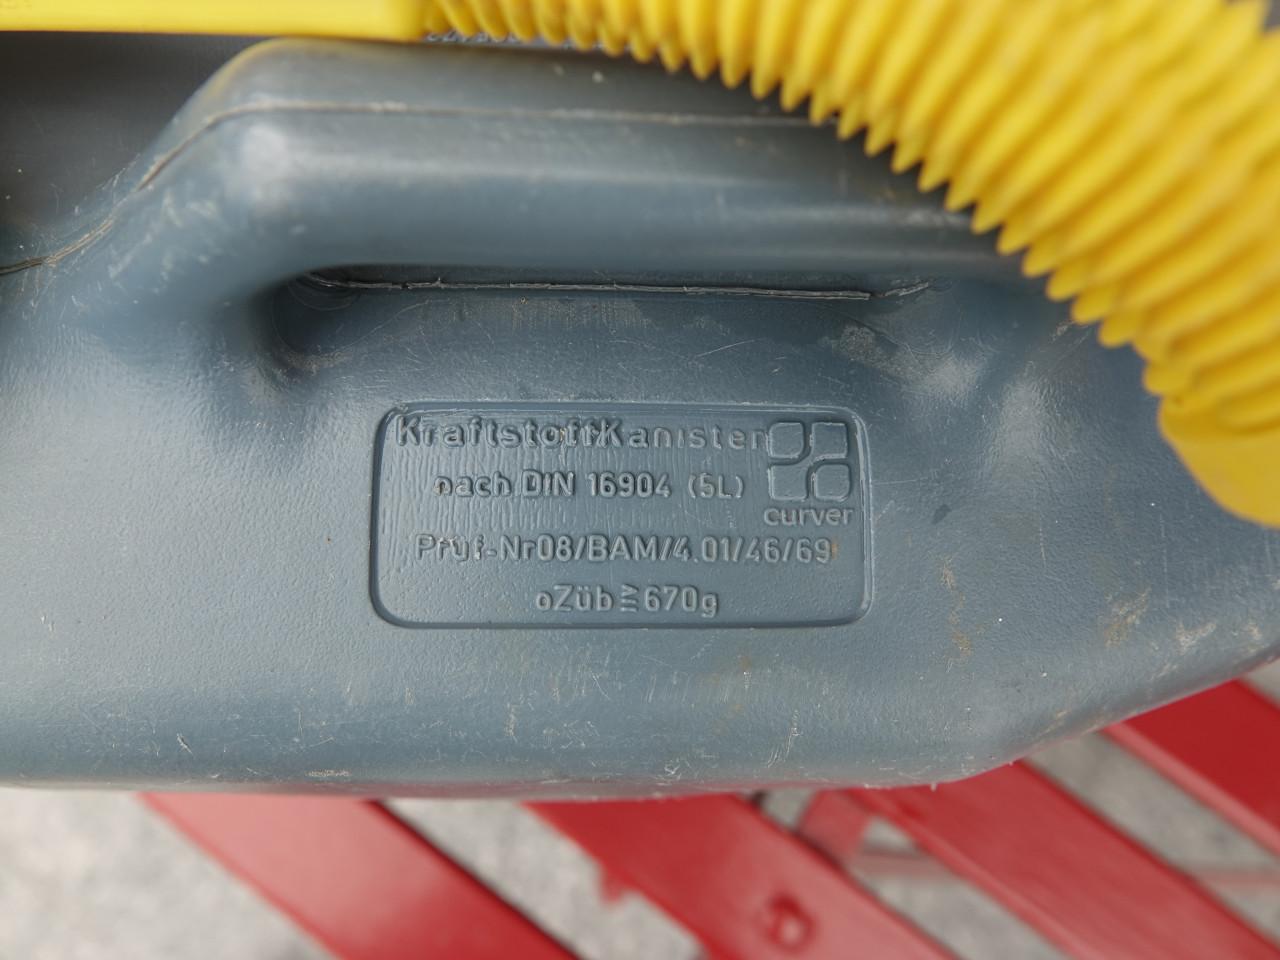 KraftstoffKanister
nach DIN 16904 (5L)
curver
Prüf-Nr08/BAM/4.01/46/69
oZüb ≧ 670g